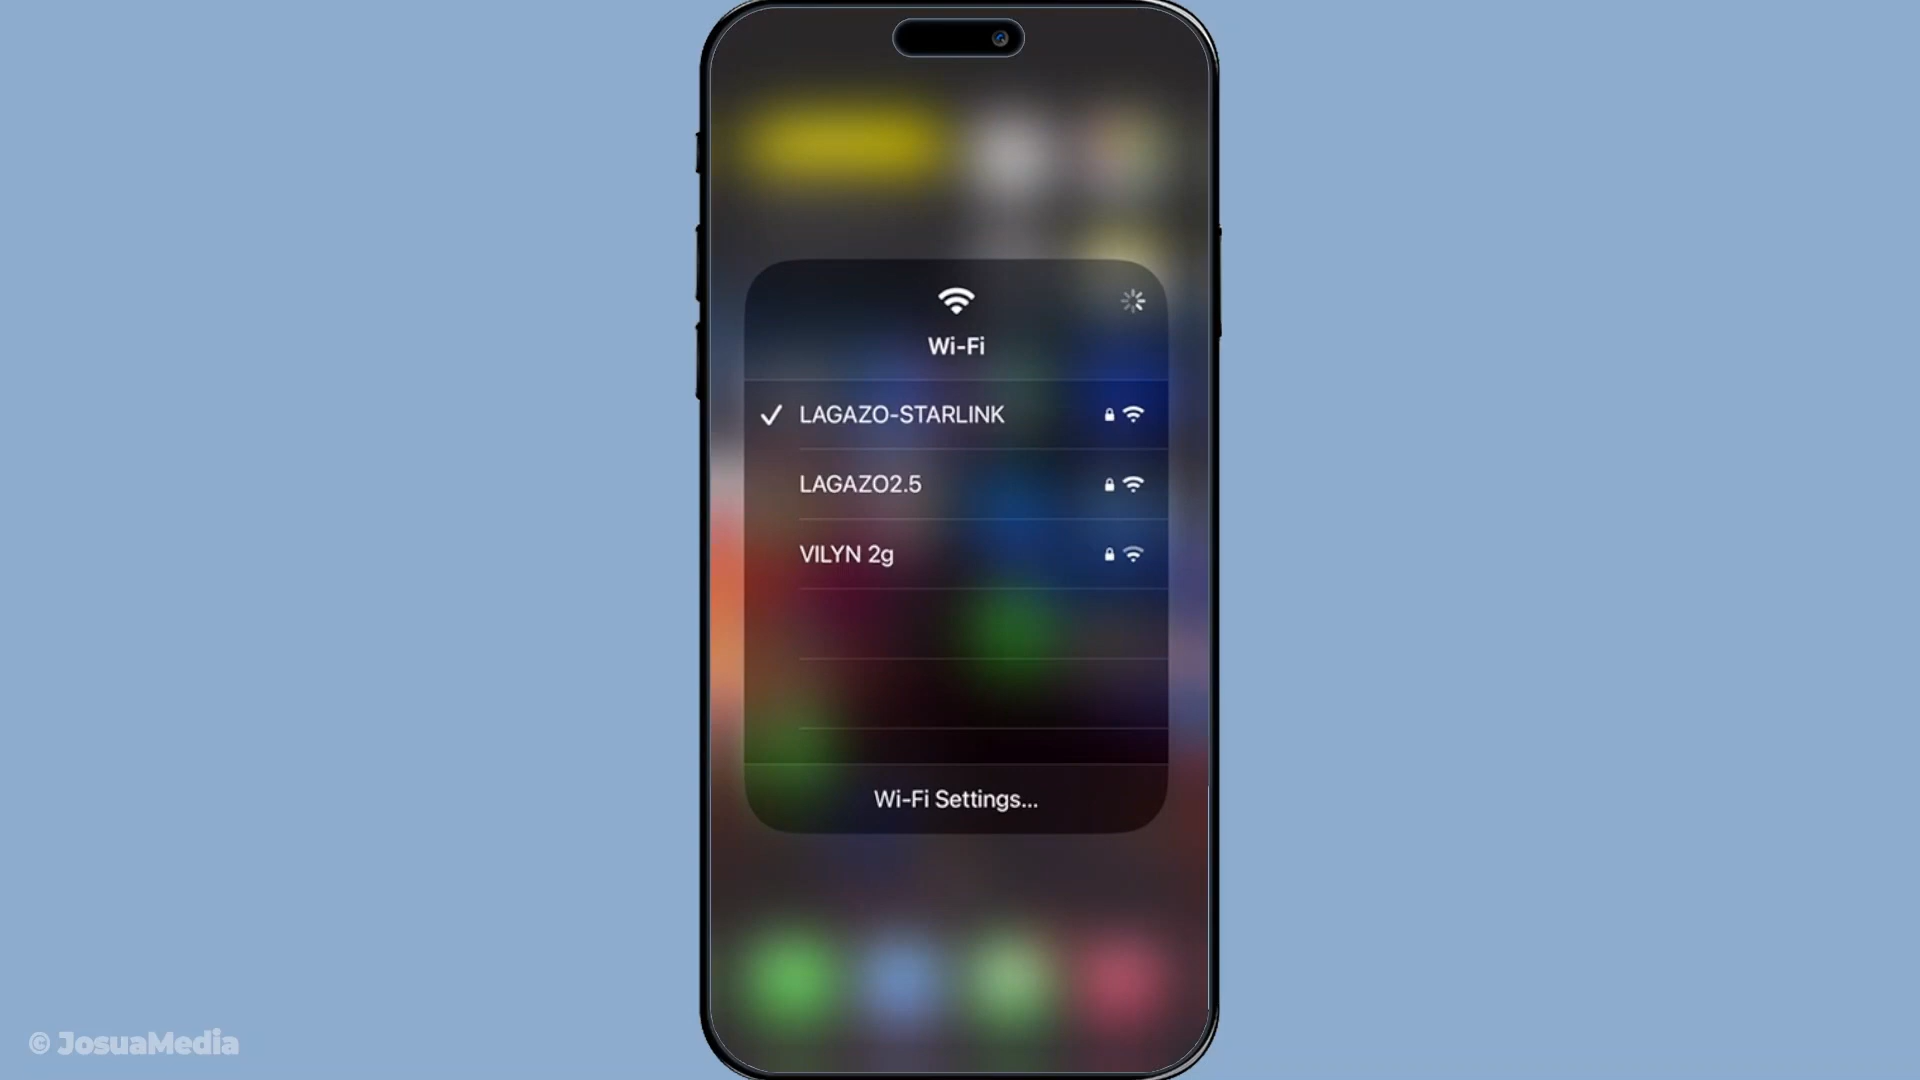 Wi-Fi
LAGAZO-STARLINK
LAGAZO2.5
VILYN 2g
Wi-Fi Settings...
© JosuaMedia